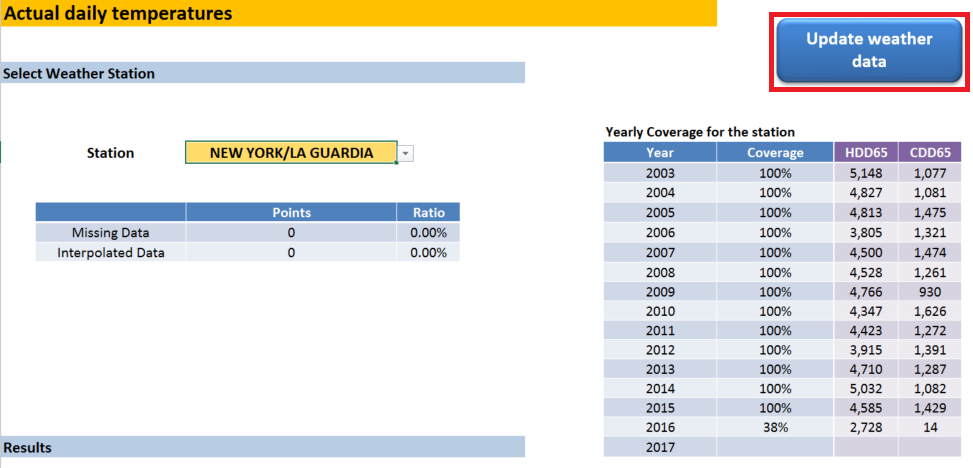 Actual daily temperatures
Update weather
data
Select Weather Station
Station NEW YORK/LA GUARDIA
Points Ratio
Missing Data 0 0.00%
Interpolated Data 0 0.00%
Yearly Coverage for the station
Year Coverage HDD65 CDD65
2003 100% 5,148 1,077
2004 100% 4,827 1,081
2005 100% 4,813 1,475
2006 100% 3,805 1,321
2007 100% 4,500 1,474
2008 100% 4,528 1,261
2009 100% 4,766 930
2010 100% 4,347 1,626
2011 100% 4,423 1,272
2012 100% 3,915 1,391
2013 100% 4,710 1,287
2014 100% 5,032 1,082
2015 100% 4,585 1,429
2016 38% 2,728 14
2017
Results